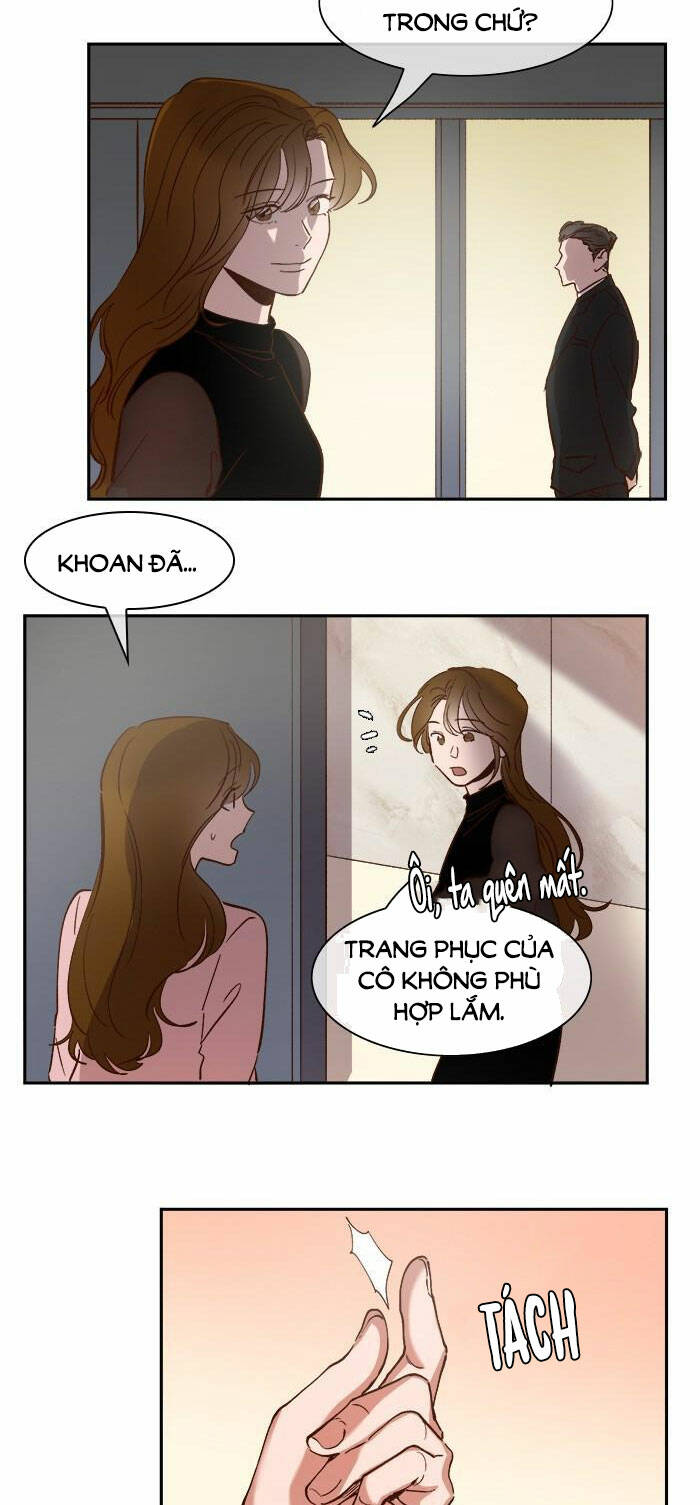 TRONG CHỨ?
KHOAN ĐÃ...
Ôi, ta quên mất.
TRANG PHỤC CỦA
CÔ KHÔNG PHÙ
HỢP LẮM.
TÁCH